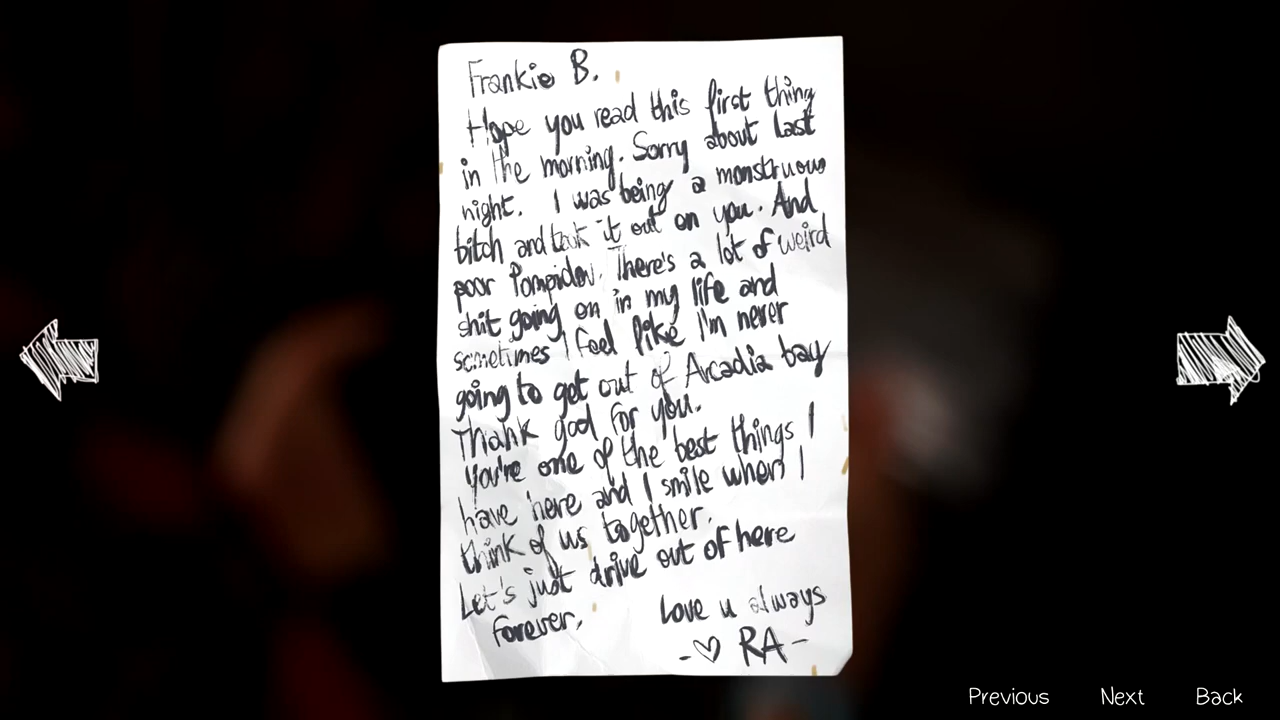 Frankie B.
Hope you read this first thing
in the morning. Sorry about last
night. I was being a monstruous
bitch and took it out on you. And
poor Pompidou. There's a lot of weird
shit going on in my life and
sometimes I feel like I'm never
going to get out of Arcadia bay
Thank god for you.
You're one of the best things I
have here and I smile when I
think of us together.
Let's just drive out of here
forever.
Love u always
-♡ RA-
Previous Next Back